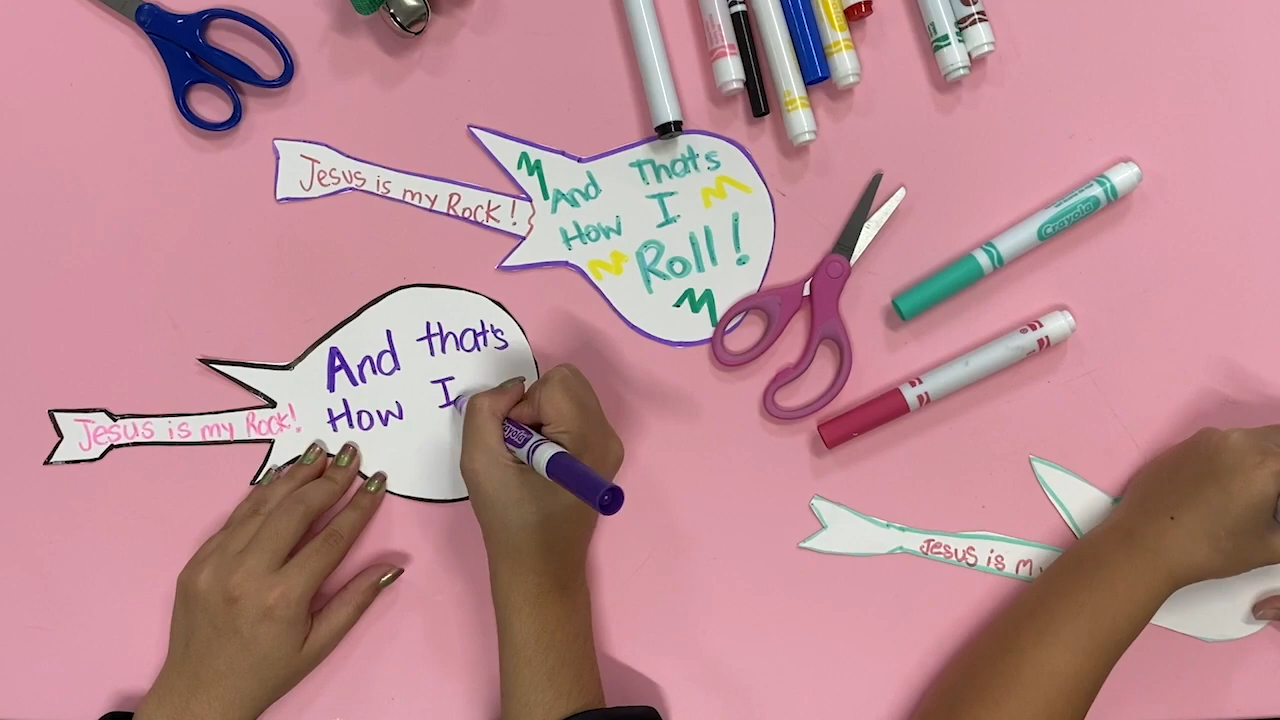 Jesus is my Rock!
And That's
How I
Roll!
Crayola
Jesus is my Rock!
And that's
How I
Jesus is m